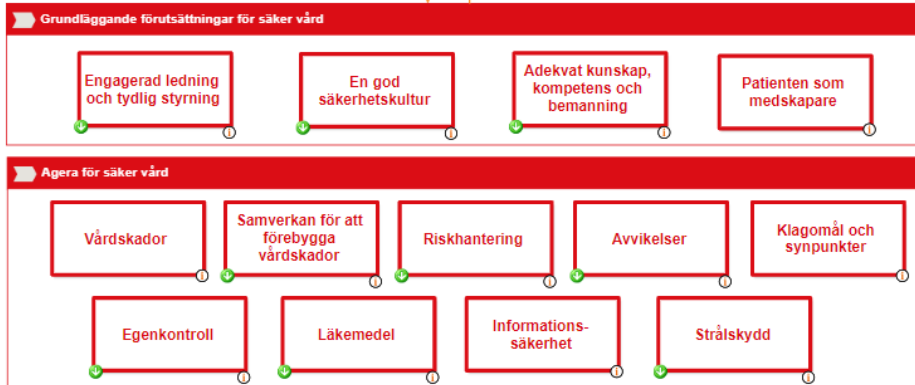 Grundläggande förutsättningar för säker vård
Engagerad ledning
och tydlig styrning
En god
säkerhetskultur
Adekvat kunskap,
kompetens och
bemanning
Patienten som
medskapare
Agera för säker vård
Vårdskador
Samverkan för att
förebygga
vårdskador
Riskhantering
Avvikelser
Klagomål och
synpunkter
Egenkontroll
Läkemedel
Informations-
säkerhet
Strålskydd